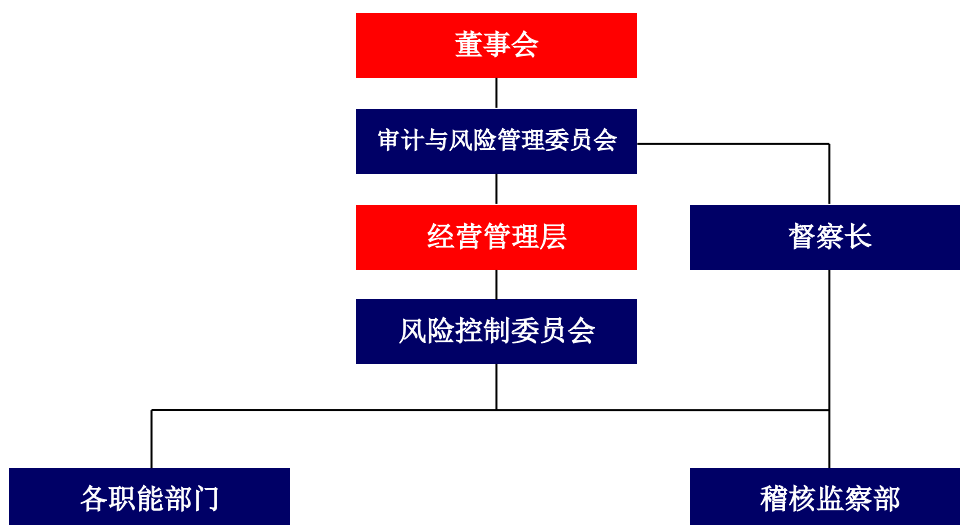 董事会
审计与风险管理委员会
经营管理层
督察长
风险控制委员会
各职能部门
稽核监察部